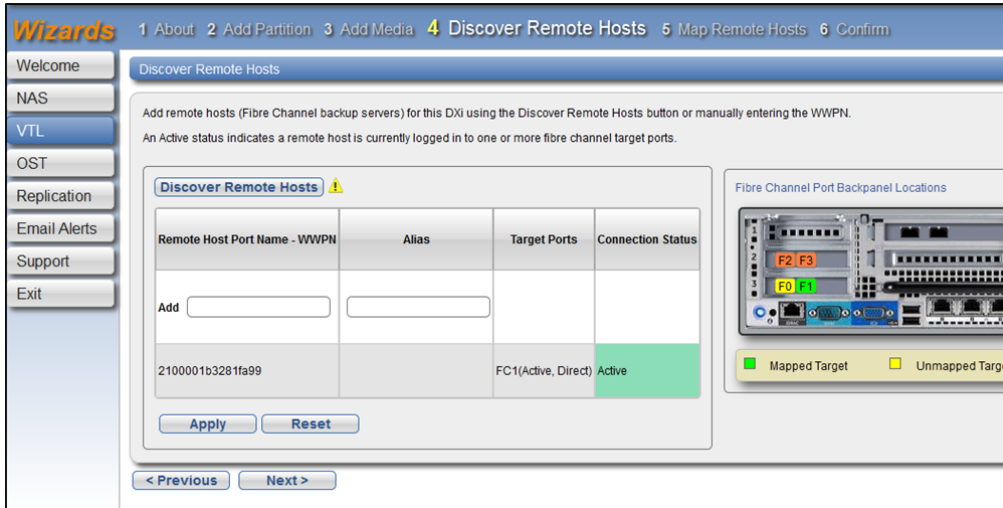 Wizards
1 About 2 Add Partition 3 Add Media 4 Discover Remote Hosts 5 Map Remote Hosts 6 Confirm
Welcome
NAS
VTL
OST
Replication
Email Alerts
Support
Exit
Discover Remote Hosts
Add remote hosts (Fibre Channel backup servers) for this DXi using the Discover Remote Hosts button or manually entering the WWPN.
An Active status indicates a remote host is currently logged in to one or more fibre channel target ports.
Discover Remote Hosts
Remote Host Port Name - WWPN Alias Target Ports Connection Status
Add
2100001b3281fa99 FC1(Active, Direct) Active
Apply Reset
Fibre Channel Port Backpanel Locations
1
2 F2 F3
3 F0 F1
Mapped Target Unmapped Targ
< Previous Next >